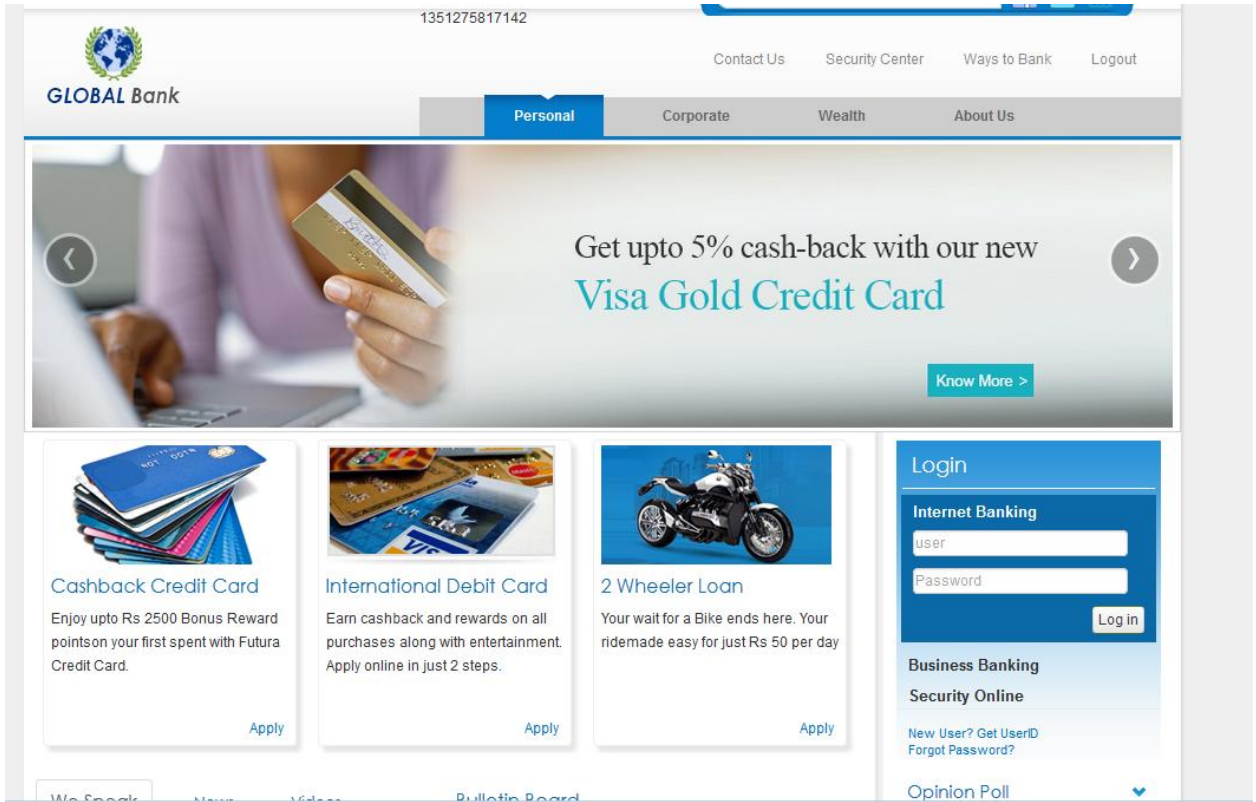 1351275817142
Contact Us Security Center Ways to Bank Logout
GLOBAL Bank
Personal Corporate Wealth About Us
Get upto 5% cash-back with our new
Visa Gold Credit Card
Know More >
Cashback Credit Card
Enjoy upto Rs 2500 Bonus Reward
pointson your first spent with Futura
Credit Card.
Apply
VISA
International Debit Card
Earn cashback and rewards on all
purchases along with entertainment.
Apply online in just 2 steps.
Apply
2 Wheeler Loan
Your wait for a Bike ends here. Your
ridemade easy for just Rs 50 per day
Apply
Login
Internet Banking
user
Password
Log in
Business Banking
Security Online
New User? Get UserID
Forgot Password?
Opinion Poll
We Speak News Videos Bulletin Board